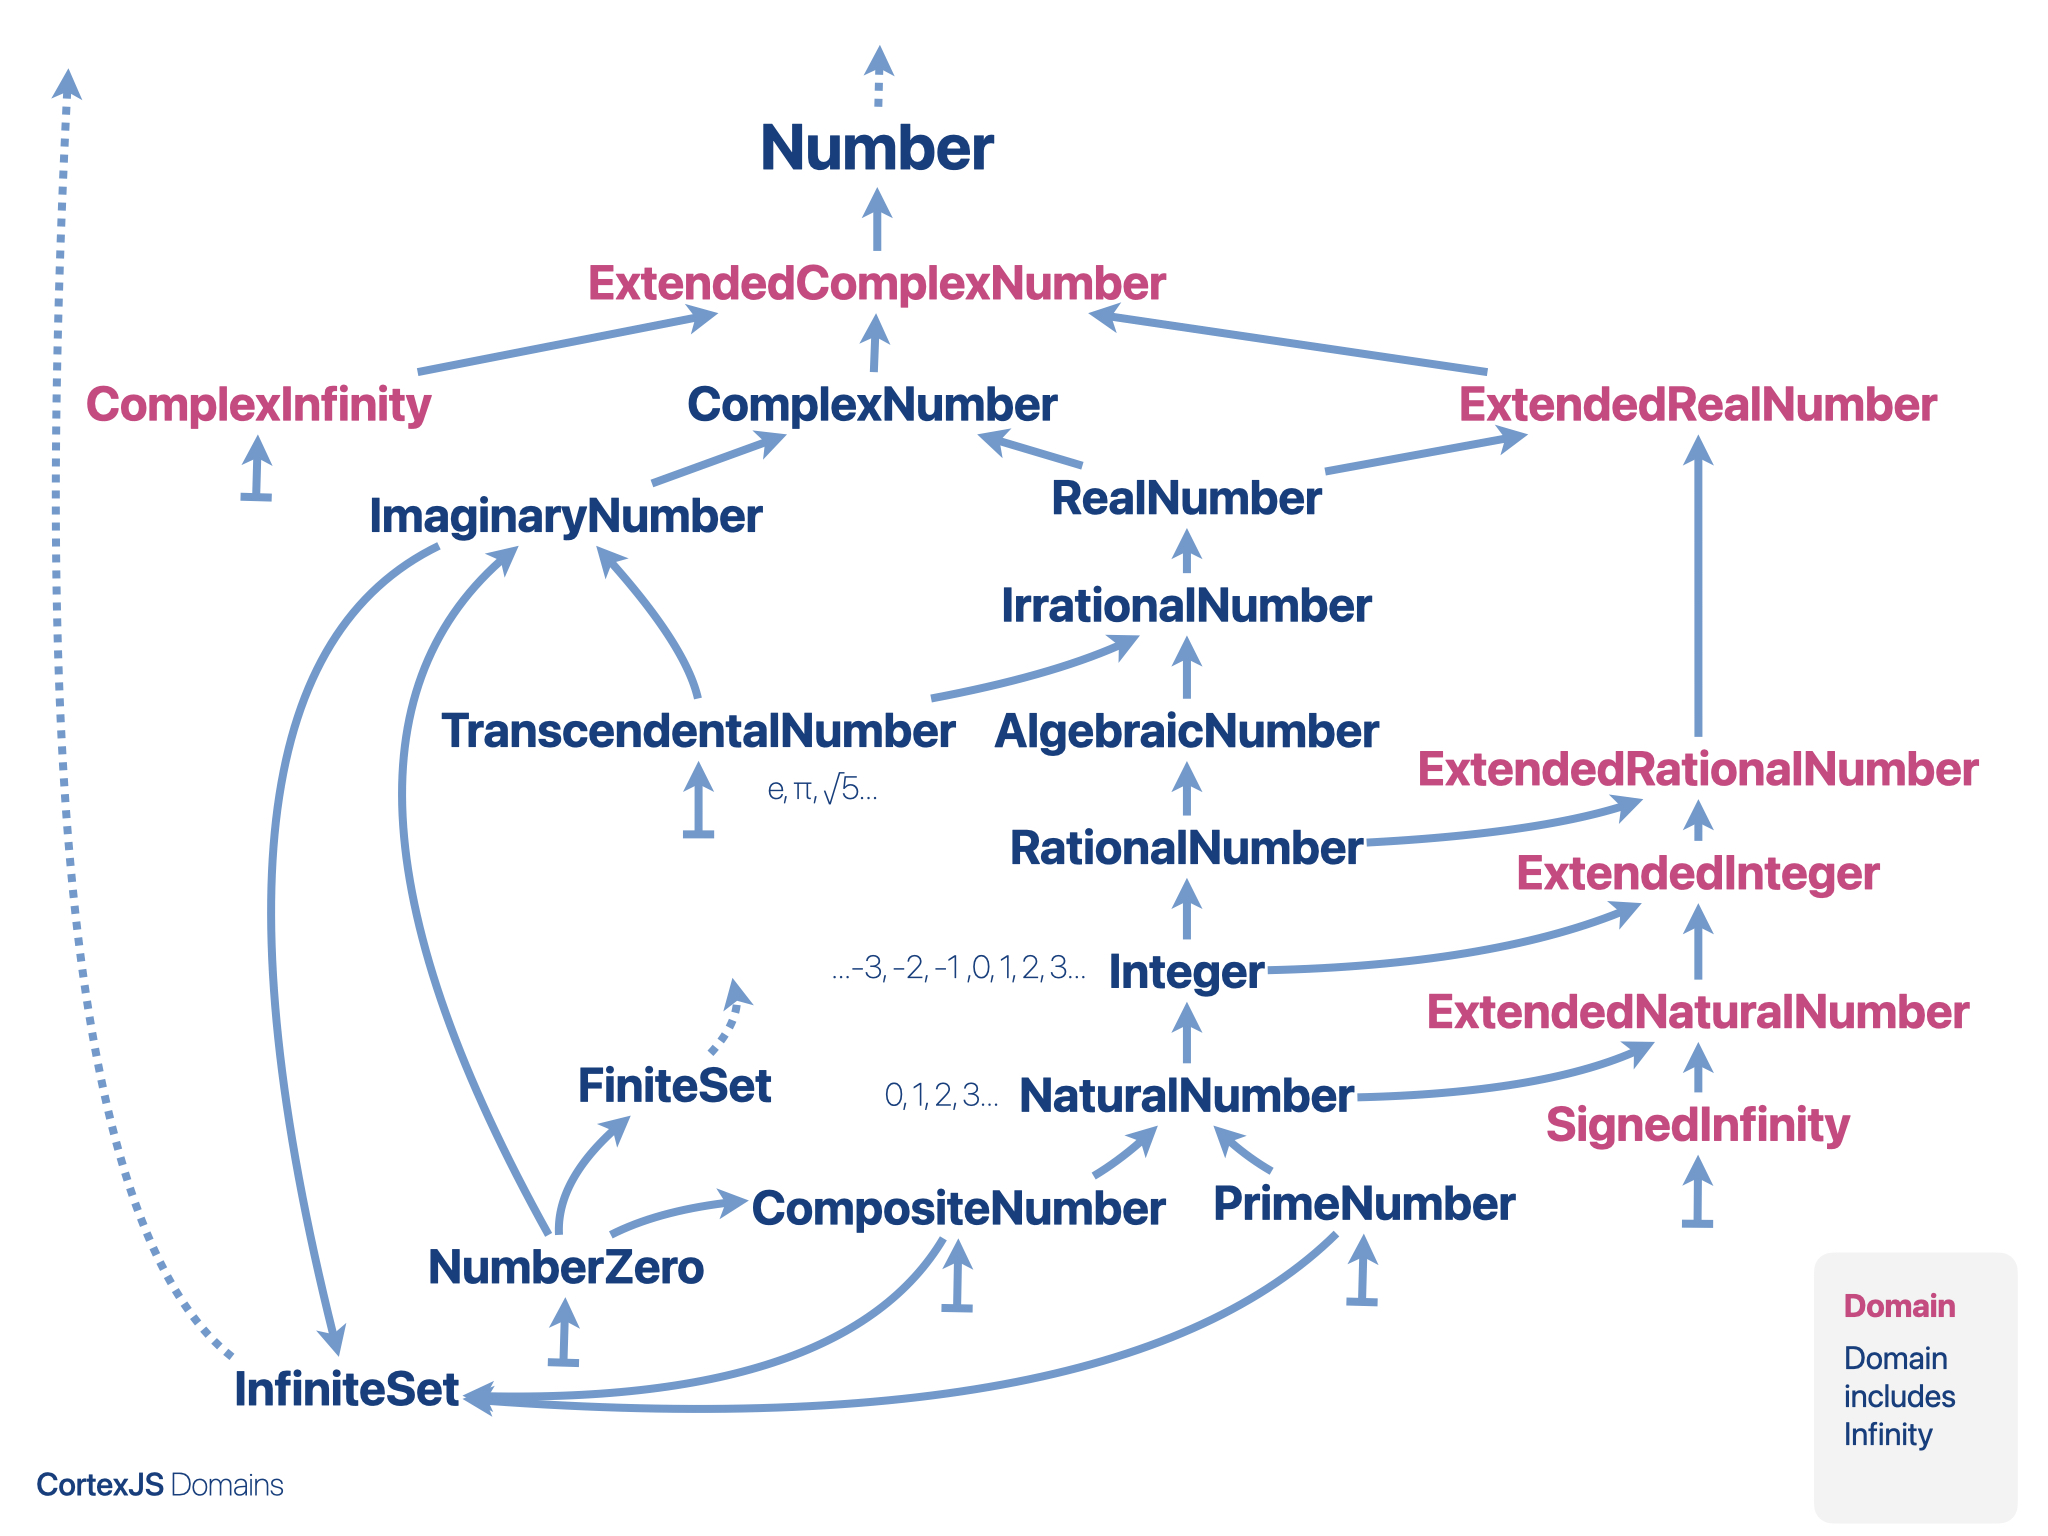 Number
ExtendedComplexNumber
ComplexInfinity
ComplexNumber
ExtendedRealNumber
ImaginaryNumber
RealNumber
IrrationalNumber
TranscendentalNumber
AlgebraicNumber
e, π, √5...
ExtendedRationalNumber
RationalNumber
ExtendedInteger
...-3, -2, -1 ,0, 1, 2, 3...
Integer
ExtendedNaturalNumber
FiniteSet
0, 1, 2, 3...
NaturalNumber
SignedInfinity
CompositeNumber
PrimeNumber
NumberZero
InfiniteSet
Domain
Domain
includes
Infinity
CortexJS Domains